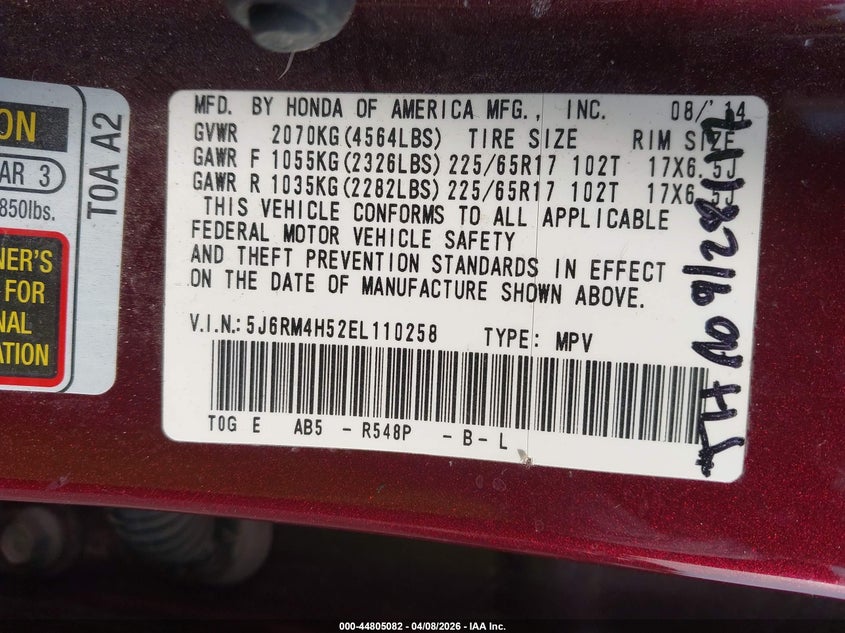 MFD. BY HONDA OF AMERICA MFG., INC. 08/'14
GVWR 2070KG(4564LBS) TIRE SIZE RIM SIZE
GAWR F 1055KG(2326LBS) 225/65R17 102T 17X6.5J
GAWR R 1035KG(2282LBS) 225/65R17 102T 17X6.5J
THIS VEHICLE CONFORMS TO ALL APPLICABLE
FEDERAL MOTOR VEHICLE SAFETY
AND THEFT PREVENTION STANDARDS IN EFFECT
ON THE DATE OF MANUFACTURE SHOWN ABOVE.
V.I.N.: 5J6RM4H52EL110258 TYPE: MPV
TOG E AB5 - R548P - B - L
ON
AR 3
850lbs.
NER'S
FOR
NAL
ATION
TOA A2
000-44805082 - 04/08/2026 - IAA Inc.